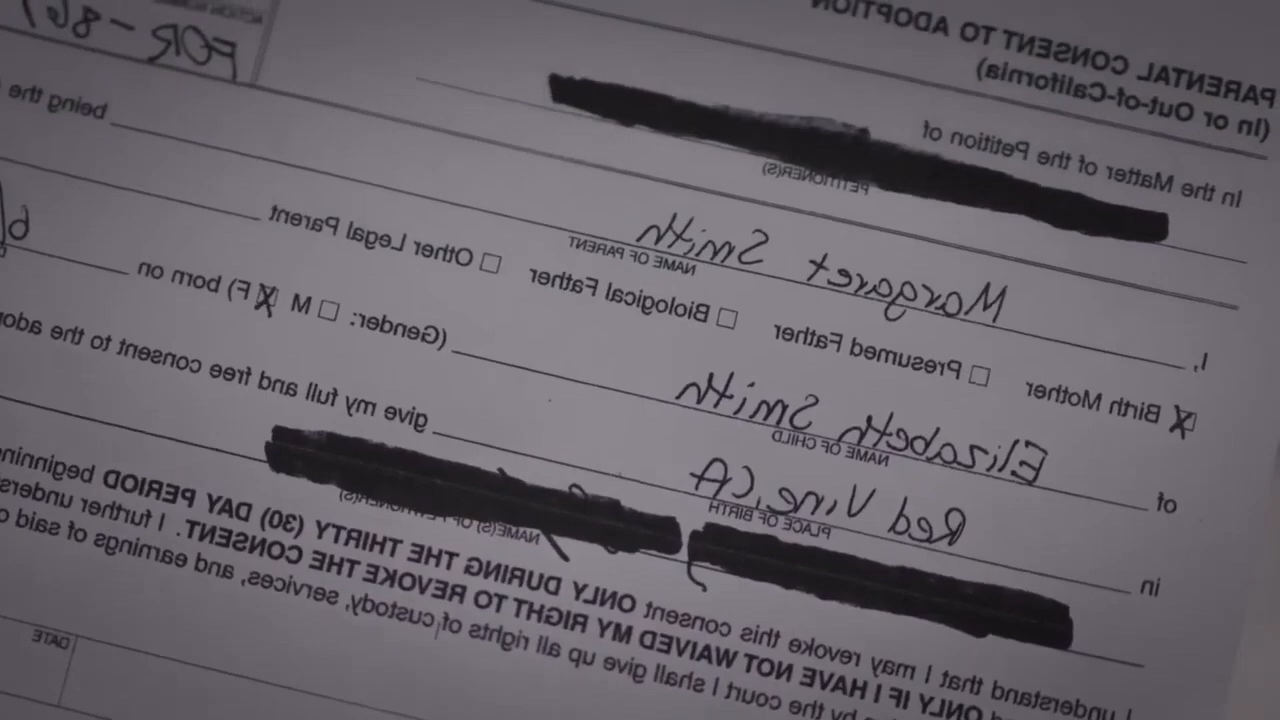 PARENTAL CONSENT TO ADOPTION
(In or Out-of-California)
FOR-867
In the Matter of the Petition of
PETITIONER(S)
I, Margaret Smith being the
NAME OF PARENT
☒ Birth Mother ☐ Presumed Father ☐ Biological Father ☐ Other Legal Parent
of Elizabeth Smith (Gender: ☐ M ☒ F) born on 6/
NAME OF CHILD
in Red Vine, CA give my full and free consent to the
PLACE OF BIRTH
NAME(S) OF PETITIONER(S)
I understand that I may revoke this consent ONLY DURING THE THIRTY (30) DAY PERIOD beginning
ONLY IF I HAVE NOT WAIVED MY RIGHT TO REVOKE THE CONSENT. I further
by the court I shall give up all rights of custody, services, and earnings of said
DATE